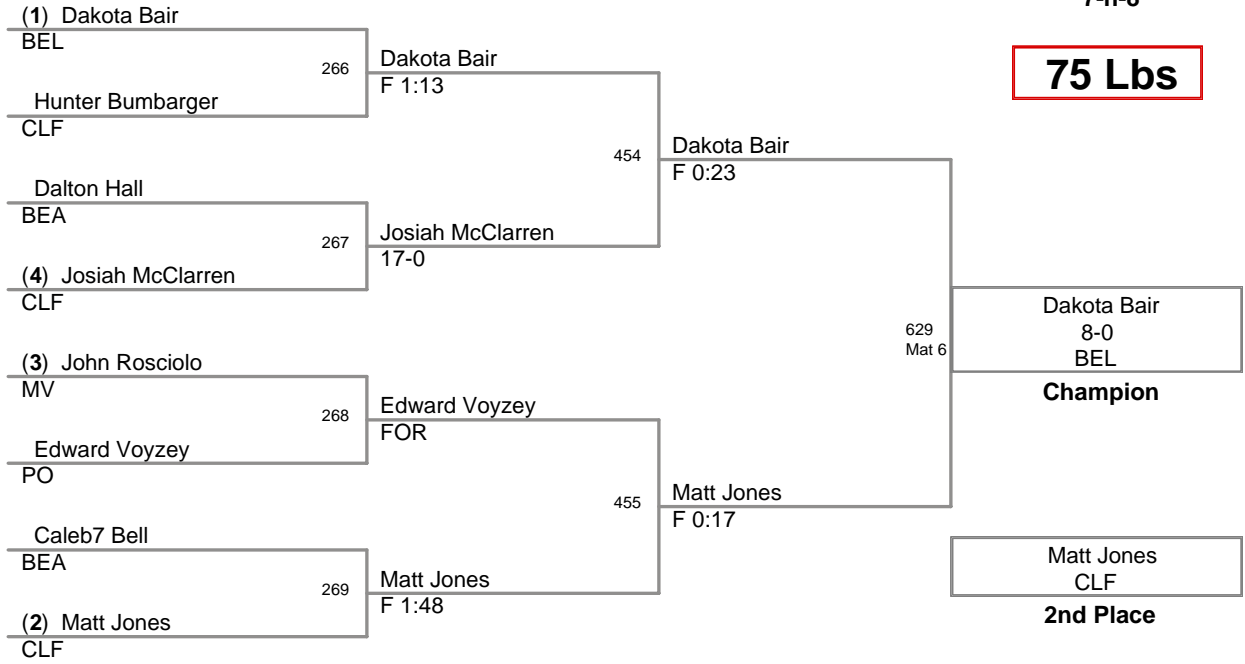 7-n-8
75 Lbs
(1) Dakota Bair
BEL
266
Hunter Bumbarger
CLF
Dakota Bair
F 1:13
Dalton Hall
BEA
267
(4) Josiah McClarren
CLF
Josiah McClarren
17-0
454
Dakota Bair
F 0:23
(3) John Rosciolo
MV
268
Edward Voyzey
PO
Edward Voyzey
FOR
Caleb7 Bell
BEA
269
(2) Matt Jones
CLF
Matt Jones
F 1:48
455
Matt Jones
F 0:17
629
Mat 6
Dakota Bair
8-0
BEL
Champion
Matt Jones
CLF
2nd Place